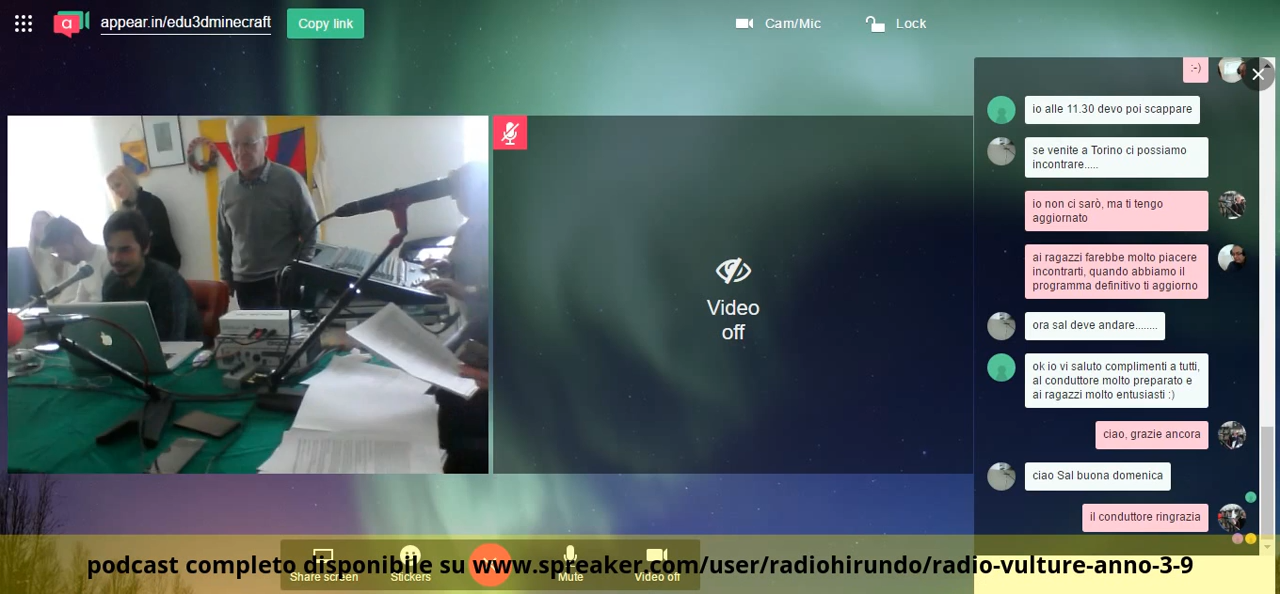 appear.in/edu3dminecraft
Copy link
Cam/Mic
Lock
:-)
io alle 11.30 devo poi scappare
se venite a Torino ci possiamo
incontrare.....
io non ci sarò, ma ti tengo
aggiornato
ai ragazzi farebbe molto piacere
incontrarti, quando abbiamo il
programma definitivo ti aggiorno
ora sal deve andare........
ok io vi saluto complimenti a tutti,
al conduttore molto preparato e
ai ragazzi molto entusiasti :)
ciao, grazie ancora
ciao Sal buona domenica
il conduttore ringrazia
Video
off
podcast completo disponibile su www.spreaker.com/user/radiohirundo/radio-vulture-anno-3-9
Share screen
Stickers
Mute
Video off